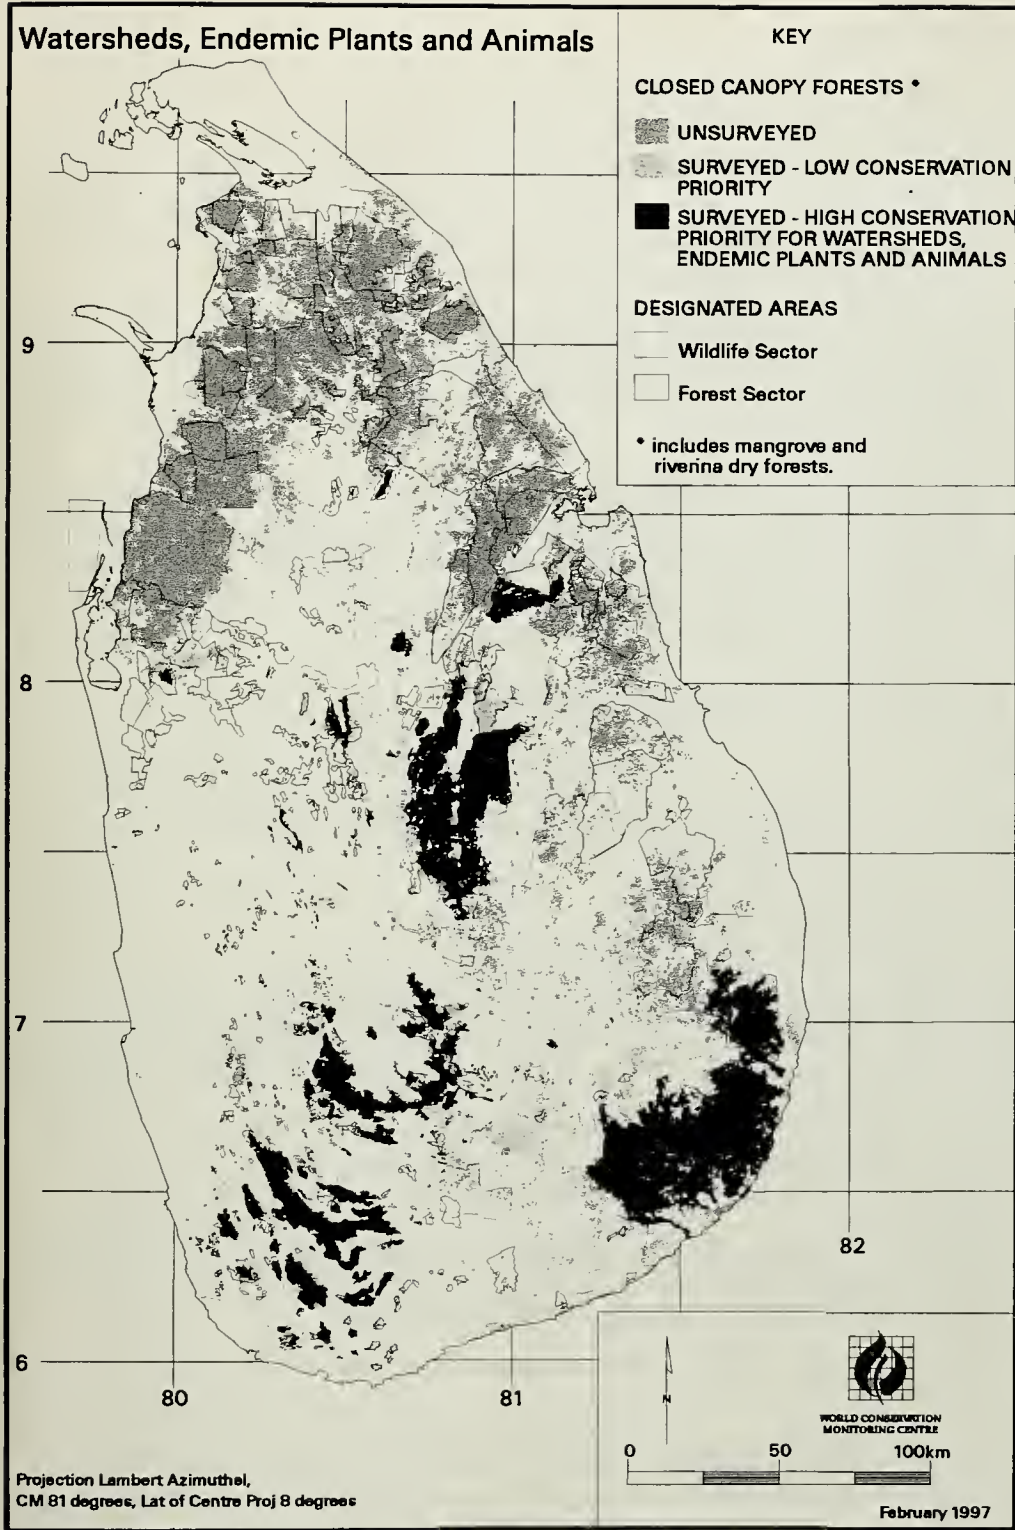 Watersheds, Endemic Plants and Animals
KEY
CLOSED CANOPY FORESTS *
UNSURVEYED
SURVEYED - LOW CONSERVATION
PRIORITY
SURVEYED - HIGH CONSERVATION
PRIORITY FOR WATERSHEDS,
ENDEMIC PLANTS AND ANIMALS
DESIGNATED AREAS
Wildlife Sector
Forest Sector
* includes mangrove and
riverina dry forests.
9
8
7
6
80
81
82
N
WORLD CONSERVATION
MONITORING CENTRE
0 50 100km
Projection Lambert Azimuthal,
CM 81 degrees, Lat of Centre Proj 8 degrees
February 1997